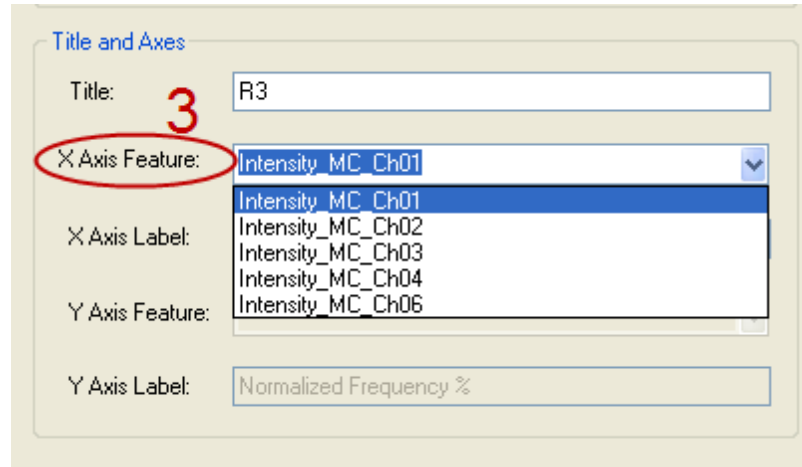 Title and Axes
Title: R3
3
X Axis Feature: Intensity_MC_Ch01
Intensity_MC_Ch01
Intensity_MC_Ch02
X Axis Label:
Intensity_MC_Ch03
Intensity_MC_Ch04
Intensity_MC_Ch06
Y Axis Feature:
Y Axis Label: Normalized Frequency %